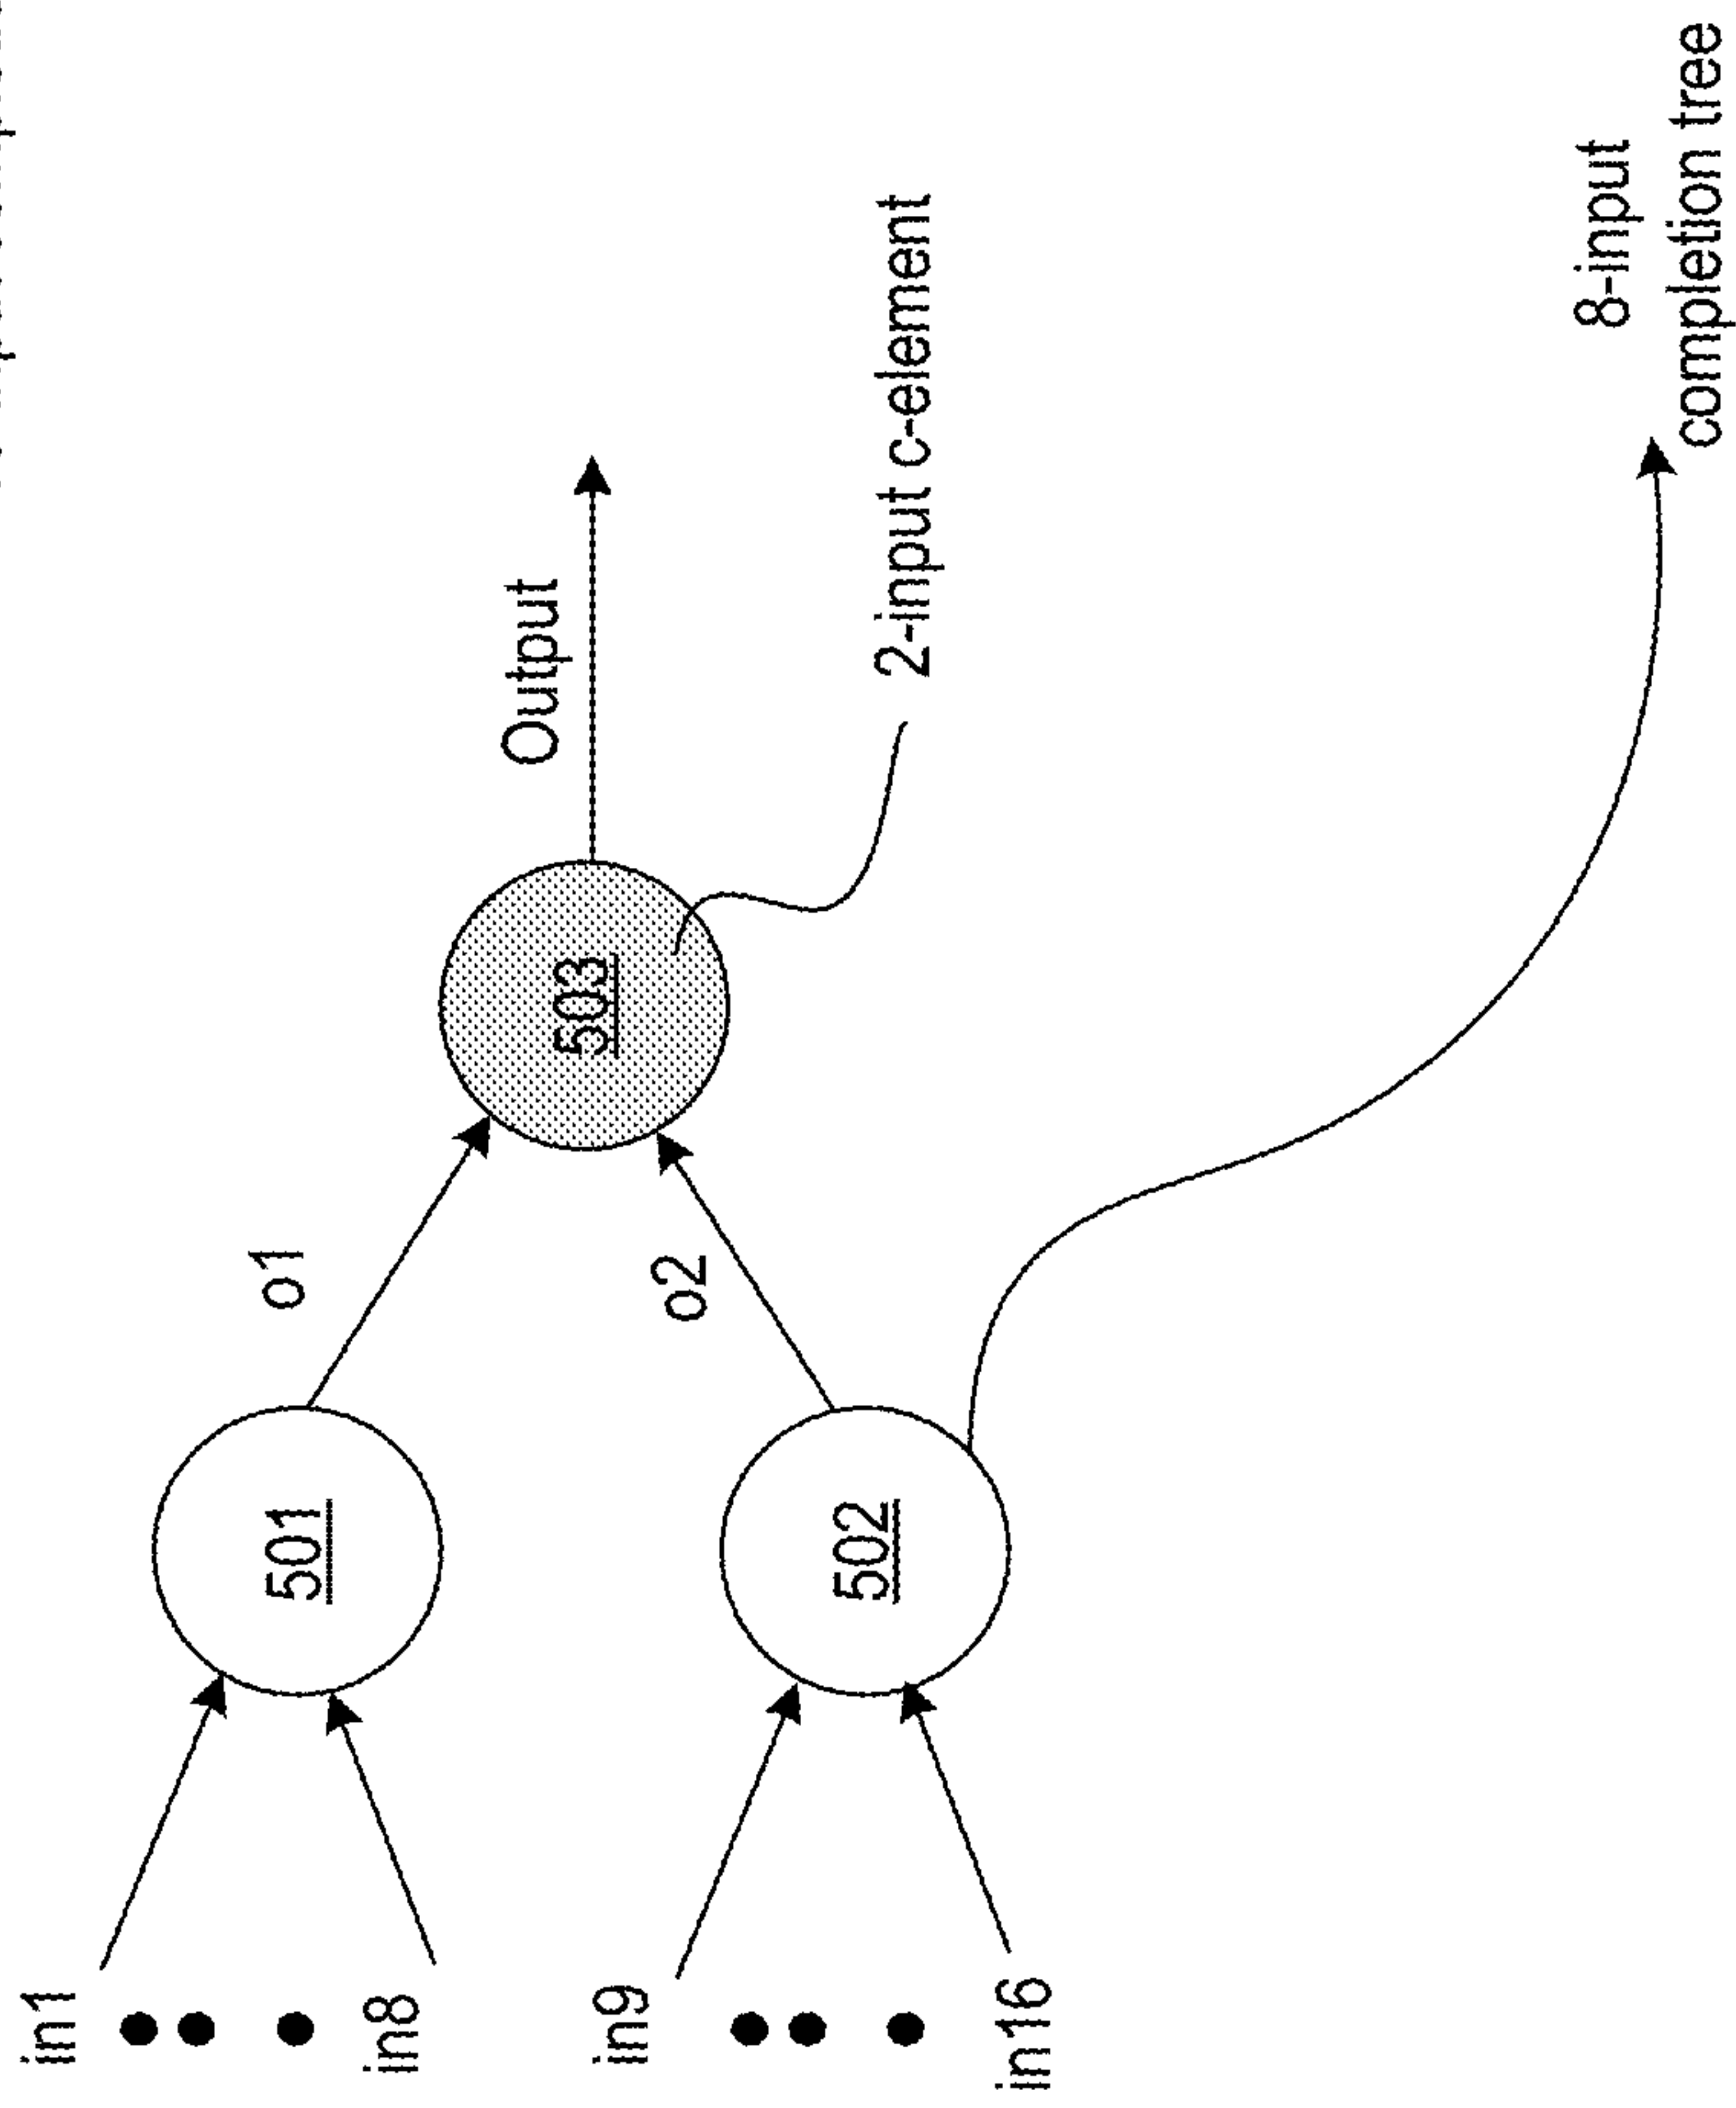 in1
in8
in9
in16
501
502
o1
o2
503
Output
2-input c-element
8-input
completion tree